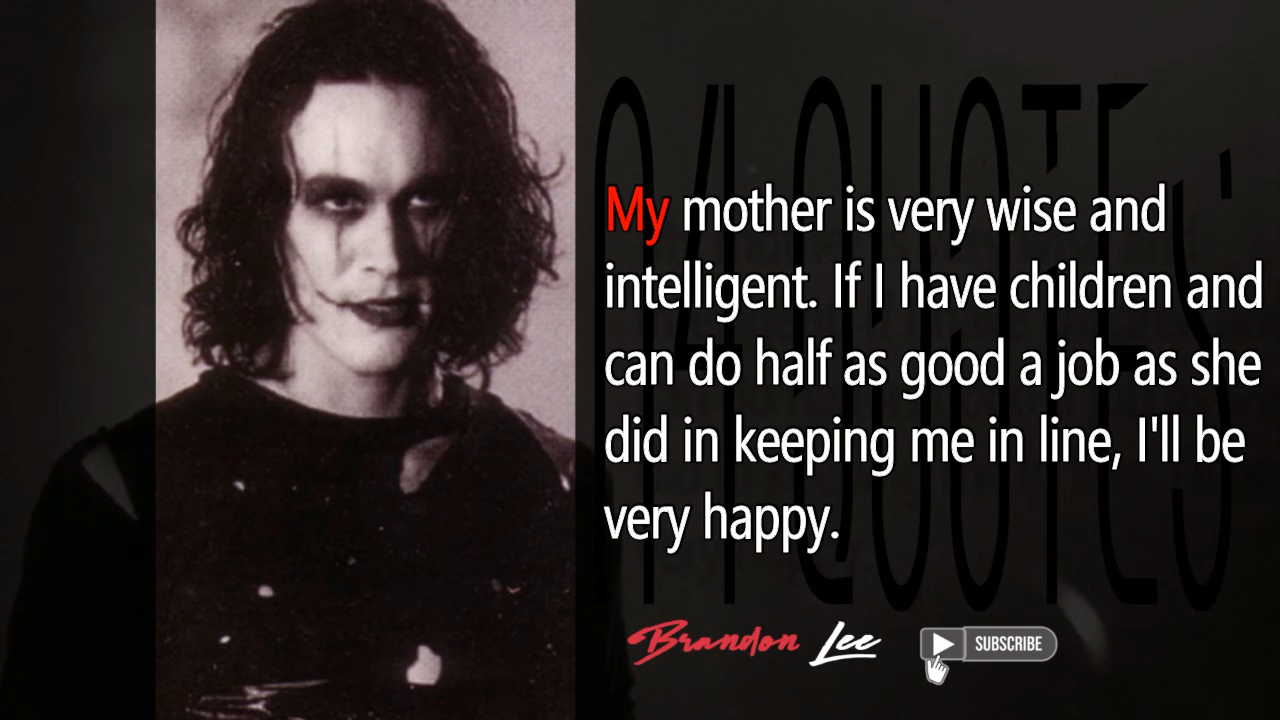 My mother is very wise and
intelligent. If I have children and
can do half as good a job as she
did in keeping me in line, I'll be
very happy.
Brandon Lee
SUBSCRIBE